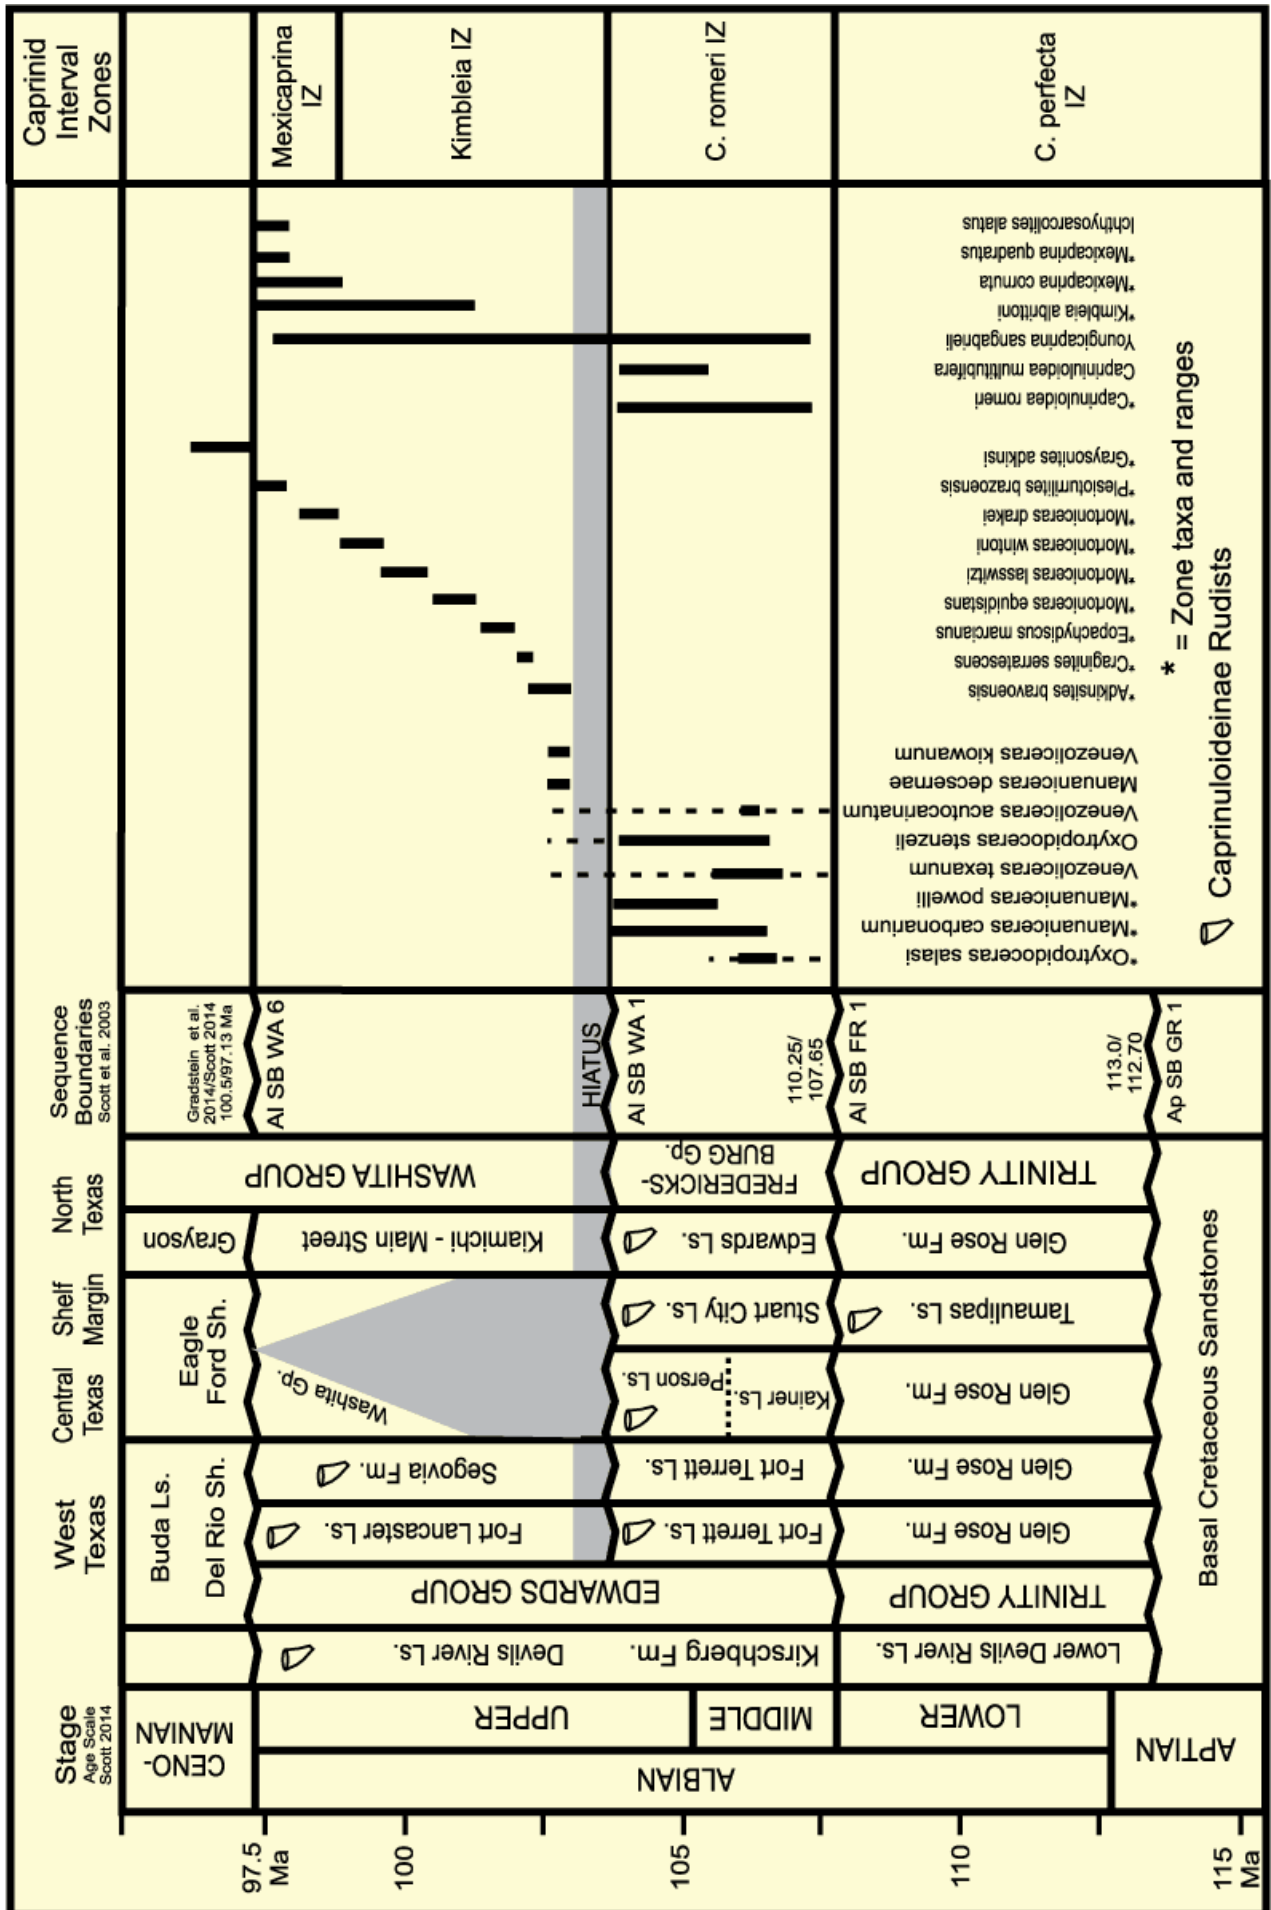 Stage
Age Scale
Scott 2014
West
Texas
Central
Texas
Shelf
Margin
North
Texas
Sequence
Boundaries
Scott et al. 2003
Caprinid
Interval
Zones
97.5
Ma
100
105
110
115
Ma
CENO-
MANIAN
ALBIAN
UPPER
MIDDLE
LOWER
APTIAN
Devils River Ls.
Kirschberg Fm.
Lower Devils River Ls.
Buda Ls.
Del Rio Sh.
EDWARDS GROUP
TRINITY GROUP
Fort Lancaster Ls.
Fort Terrett Ls.
Glen Rose Fm.
Segovia Fm.
Fort Terrett Ls.
Glen Rose Fm.
Eagle
Ford Sh.
Washita Gp.
Person Ls.
Kainer Ls.
Glen Rose Fm.
Stuart City Ls.
Tamaulipas Ls.
Grayson
Kiamichi - Main Street
Edwards Ls.
Glen Rose Fm.
WASHITA GROUP
FREDERICKS-
BURG Gp.
TRINITY GROUP
Basal Cretaceous Sandstones
Gradstein et al.
2014/Scott 2014
100.5/97.13 Ma
Al SB WA 6
HIATUS
Al SB WA 1
110.25/
107.65
Al SB FR 1
113.0/
112.70
Ap SB GR 1
*Oxytropidoceras salasi
*Manuaniceras carbonarium
*Manuaniceras powelli
Venezoliceras texanum
Oxytropidoceras stenzeli
Venezoliceras acutocarinatum
Manuaniceras decsernae
Venezoliceras kiowanum
*Adkinsites bravoensis
*Craginites serratescens
*Eopachydiscus marcianus
*Mortoniceras equidistans
*Mortoniceras lasswitzi
*Mortoniceras wintoni
*Mortoniceras drakei
*Plesioturrilites brazoensis
*Graysonites adkinsi
*Caprinuloidea romeri
Caprinuloidea multitubifera
Youngicaprina sangabrieli
*Kimbleia albrittoni
*Mexicaprina cornuta
*Mexicaprina quadratus
Ichthyosarcolites alatus
* = Zone taxa and ranges
Caprinuloideinae Rudists
Mexicaprina
IZ
Kimbleia IZ
C. romeri IZ
C. perfecta
IZ